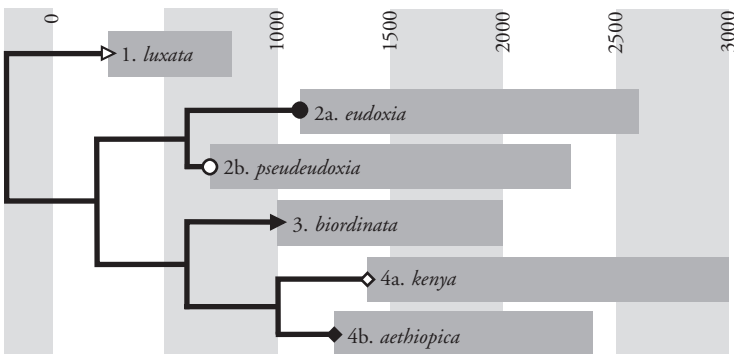 0
1000
1500
2000
2500
3000
1. luxata
2a. eudoxia
2b. pseudeudoxia
3. biordinata
4a. kenya
4b. aethiopica